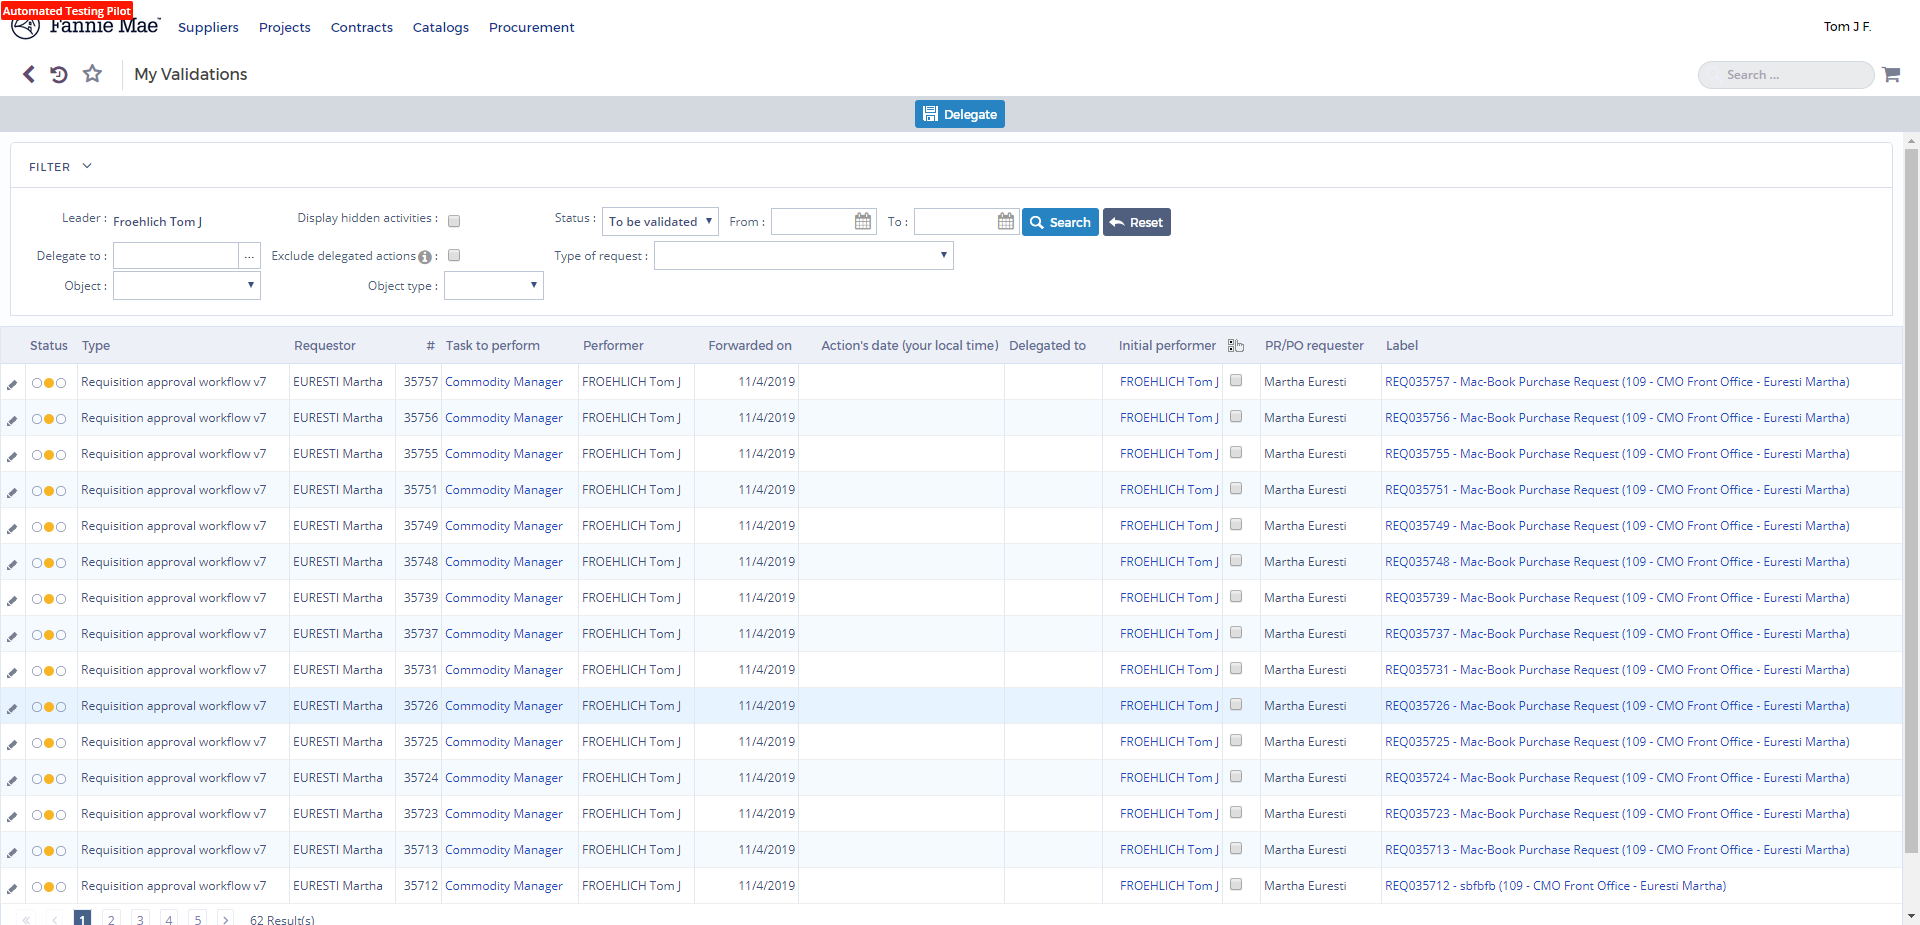 Automated Testing Pilot
Fannie Mae Suppliers Projects Contracts Catalogs Procurement Tom J F.
My Validations Search ...
Delegate
FILTER
Leader : Froehlich Tom J Display hidden activities : Status : To be validated From : To : Search Reset
Delegate to : ... Exclude delegated actions i : Type of request :
Object : Object type :
Status Type Requestor # Task to perform Performer Forwarded on Action's date (your local time) Delegated to Initial performer PR/PO requester Label
Requisition approval workflow v7 EURESTI Martha 35757 Commodity Manager FROEHLICH Tom J 11/4/2019 FROEHLICH Tom J Martha Euresti REQ035757 - Mac-Book Purchase Request (109 - CMO Front Office - Euresti Martha)
Requisition approval workflow v7 EURESTI Martha 35756 Commodity Manager FROEHLICH Tom J 11/4/2019 FROEHLICH Tom J Martha Euresti REQ035756 - Mac-Book Purchase Request (109 - CMO Front Office - Euresti Martha)
Requisition approval workflow v7 EURESTI Martha 35755 Commodity Manager FROEHLICH Tom J 11/4/2019 FROEHLICH Tom J Martha Euresti REQ035755 - Mac-Book Purchase Request (109 - CMO Front Office - Euresti Martha)
Requisition approval workflow v7 EURESTI Martha 35751 Commodity Manager FROEHLICH Tom J 11/4/2019 FROEHLICH Tom J Martha Euresti REQ035751 - Mac-Book Purchase Request (109 - CMO Front Office - Euresti Martha)
Requisition approval workflow v7 EURESTI Martha 35749 Commodity Manager FROEHLICH Tom J 11/4/2019 FROEHLICH Tom J Martha Euresti REQ035749 - Mac-Book Purchase Request (109 - CMO Front Office - Euresti Martha)
Requisition approval workflow v7 EURESTI Martha 35748 Commodity Manager FROEHLICH Tom J 11/4/2019 FROEHLICH Tom J Martha Euresti REQ035748 - Mac-Book Purchase Request (109 - CMO Front Office - Euresti Martha)
Requisition approval workflow v7 EURESTI Martha 35739 Commodity Manager FROEHLICH Tom J 11/4/2019 FROEHLICH Tom J Martha Euresti REQ035739 - Mac-Book Purchase Request (109 - CMO Front Office - Euresti Martha)
Requisition approval workflow v7 EURESTI Martha 35737 Commodity Manager FROEHLICH Tom J 11/4/2019 FROEHLICH Tom J Martha Euresti REQ035737 - Mac-Book Purchase Request (109 - CMO Front Office - Euresti Martha)
Requisition approval workflow v7 EURESTI Martha 35731 Commodity Manager FROEHLICH Tom J 11/4/2019 FROEHLICH Tom J Martha Euresti REQ035731 - Mac-Book Purchase Request (109 - CMO Front Office - Euresti Martha)
Requisition approval workflow v7 EURESTI Martha 35726 Commodity Manager FROEHLICH Tom J 11/4/2019 FROEHLICH Tom J Martha Euresti REQ035726 - Mac-Book Purchase Request (109 - CMO Front Office - Euresti Martha)
Requisition approval workflow v7 EURESTI Martha 35725 Commodity Manager FROEHLICH Tom J 11/4/2019 FROEHLICH Tom J Martha Euresti REQ035725 - Mac-Book Purchase Request (109 - CMO Front Office - Euresti Martha)
Requisition approval workflow v7 EURESTI Martha 35724 Commodity Manager FROEHLICH Tom J 11/4/2019 FROEHLICH Tom J Martha Euresti REQ035724 - Mac-Book Purchase Request (109 - CMO Front Office - Euresti Martha)
Requisition approval workflow v7 EURESTI Martha 35723 Commodity Manager FROEHLICH Tom J 11/4/2019 FROEHLICH Tom J Martha Euresti REQ035723 - Mac-Book Purchase Request (109 - CMO Front Office - Euresti Martha)
Requisition approval workflow v7 EURESTI Martha 35713 Commodity Manager FROEHLICH Tom J 11/4/2019 FROEHLICH Tom J Martha Euresti REQ035713 - Mac-Book Purchase Request (109 - CMO Front Office - Euresti Martha)
Requisition approval workflow v7 EURESTI Martha 35712 Commodity Manager FROEHLICH Tom J 11/4/2019 FROEHLICH Tom J Martha Euresti REQ035712 - sbfbfb (109 - CMO Front Office - Euresti Martha)
« ‹ 1 2 3 4 5 › 62 Result(s)